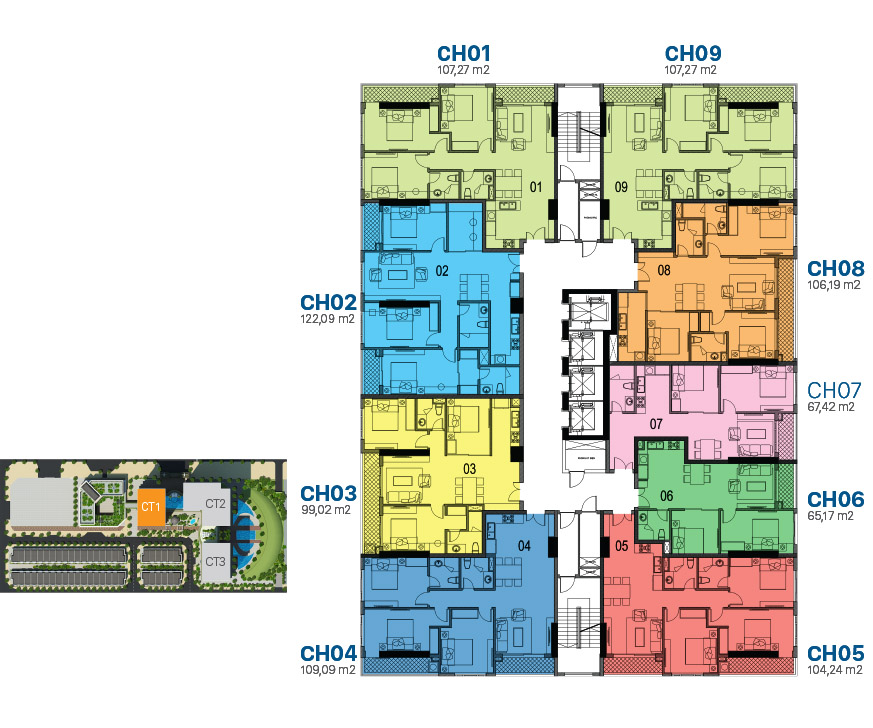 CH01
107,27 m2
CH09
107,27 m2
01
09
02
08
CH02
122,09 m2
CH08
106,19 m2
CH07
67,42 m2
07
03
06
CH03
99,02 m2
CH06
65,17 m2
CT1
CT2
CT3
04
05
CH04
109,09 m2
CH05
104,24 m2